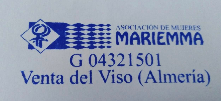 ASOCIACIÓN DE MUJERES
MARIEMMA
G 04321501
Venta del Viso (Almería)